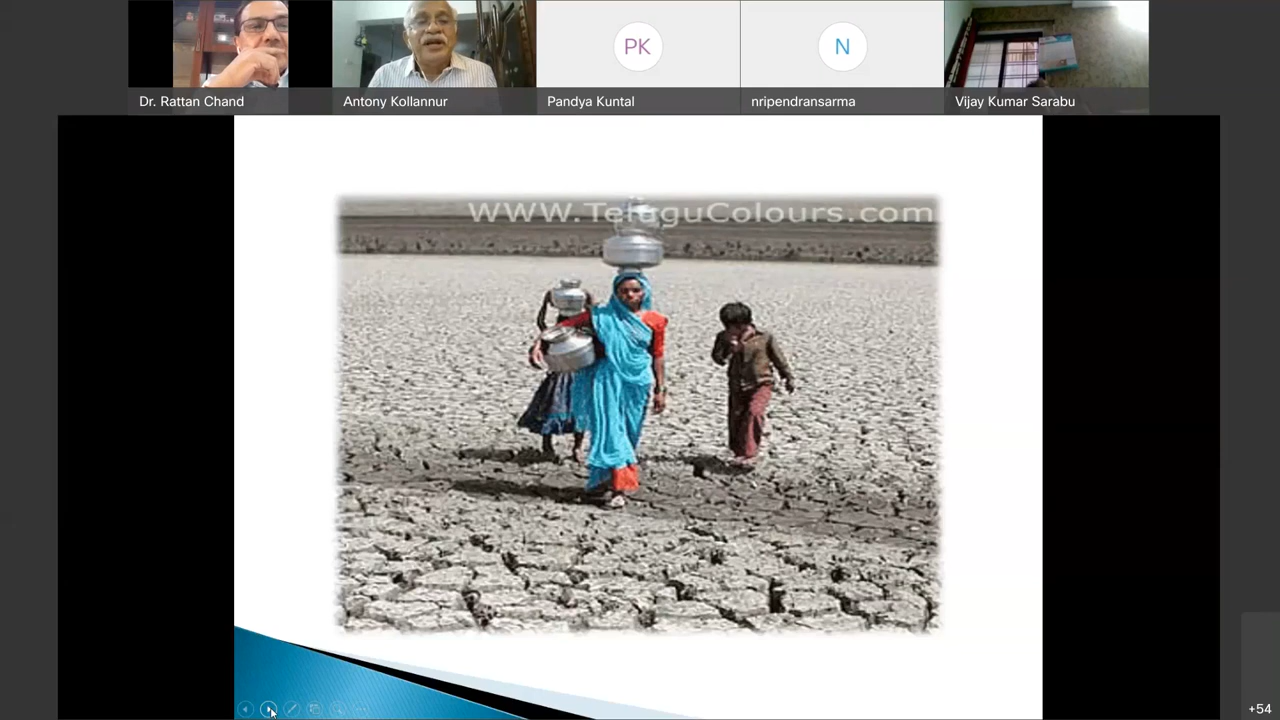 PK
N
Dr. Rattan Chand
Antony Kollannur
Pandya Kuntal
nripendransarma
Vijay Kumar Sarabu
WWW.TeluguColours.com
+54